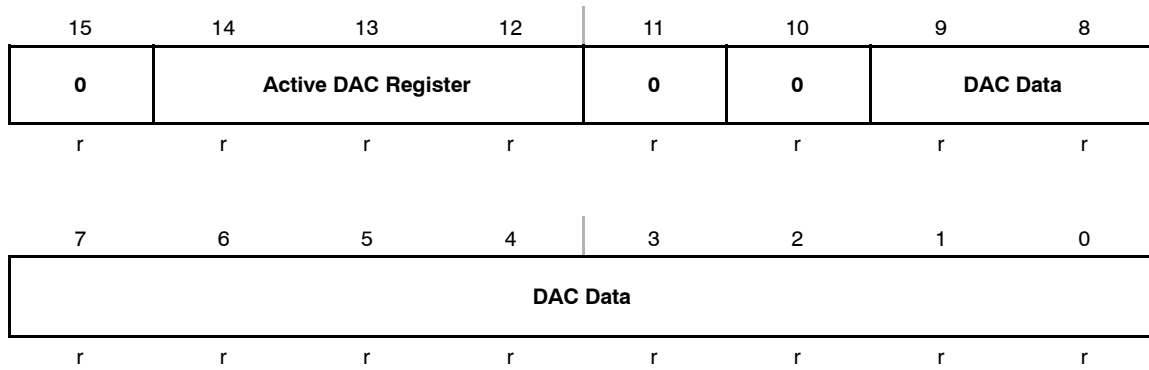 15 14 13 12 11 10 9 8
0 Active DAC Register 0 0 DAC Data
r r r r r r r r
7 6 5 4 3 2 1 0
DAC Data
r r r r r r r r